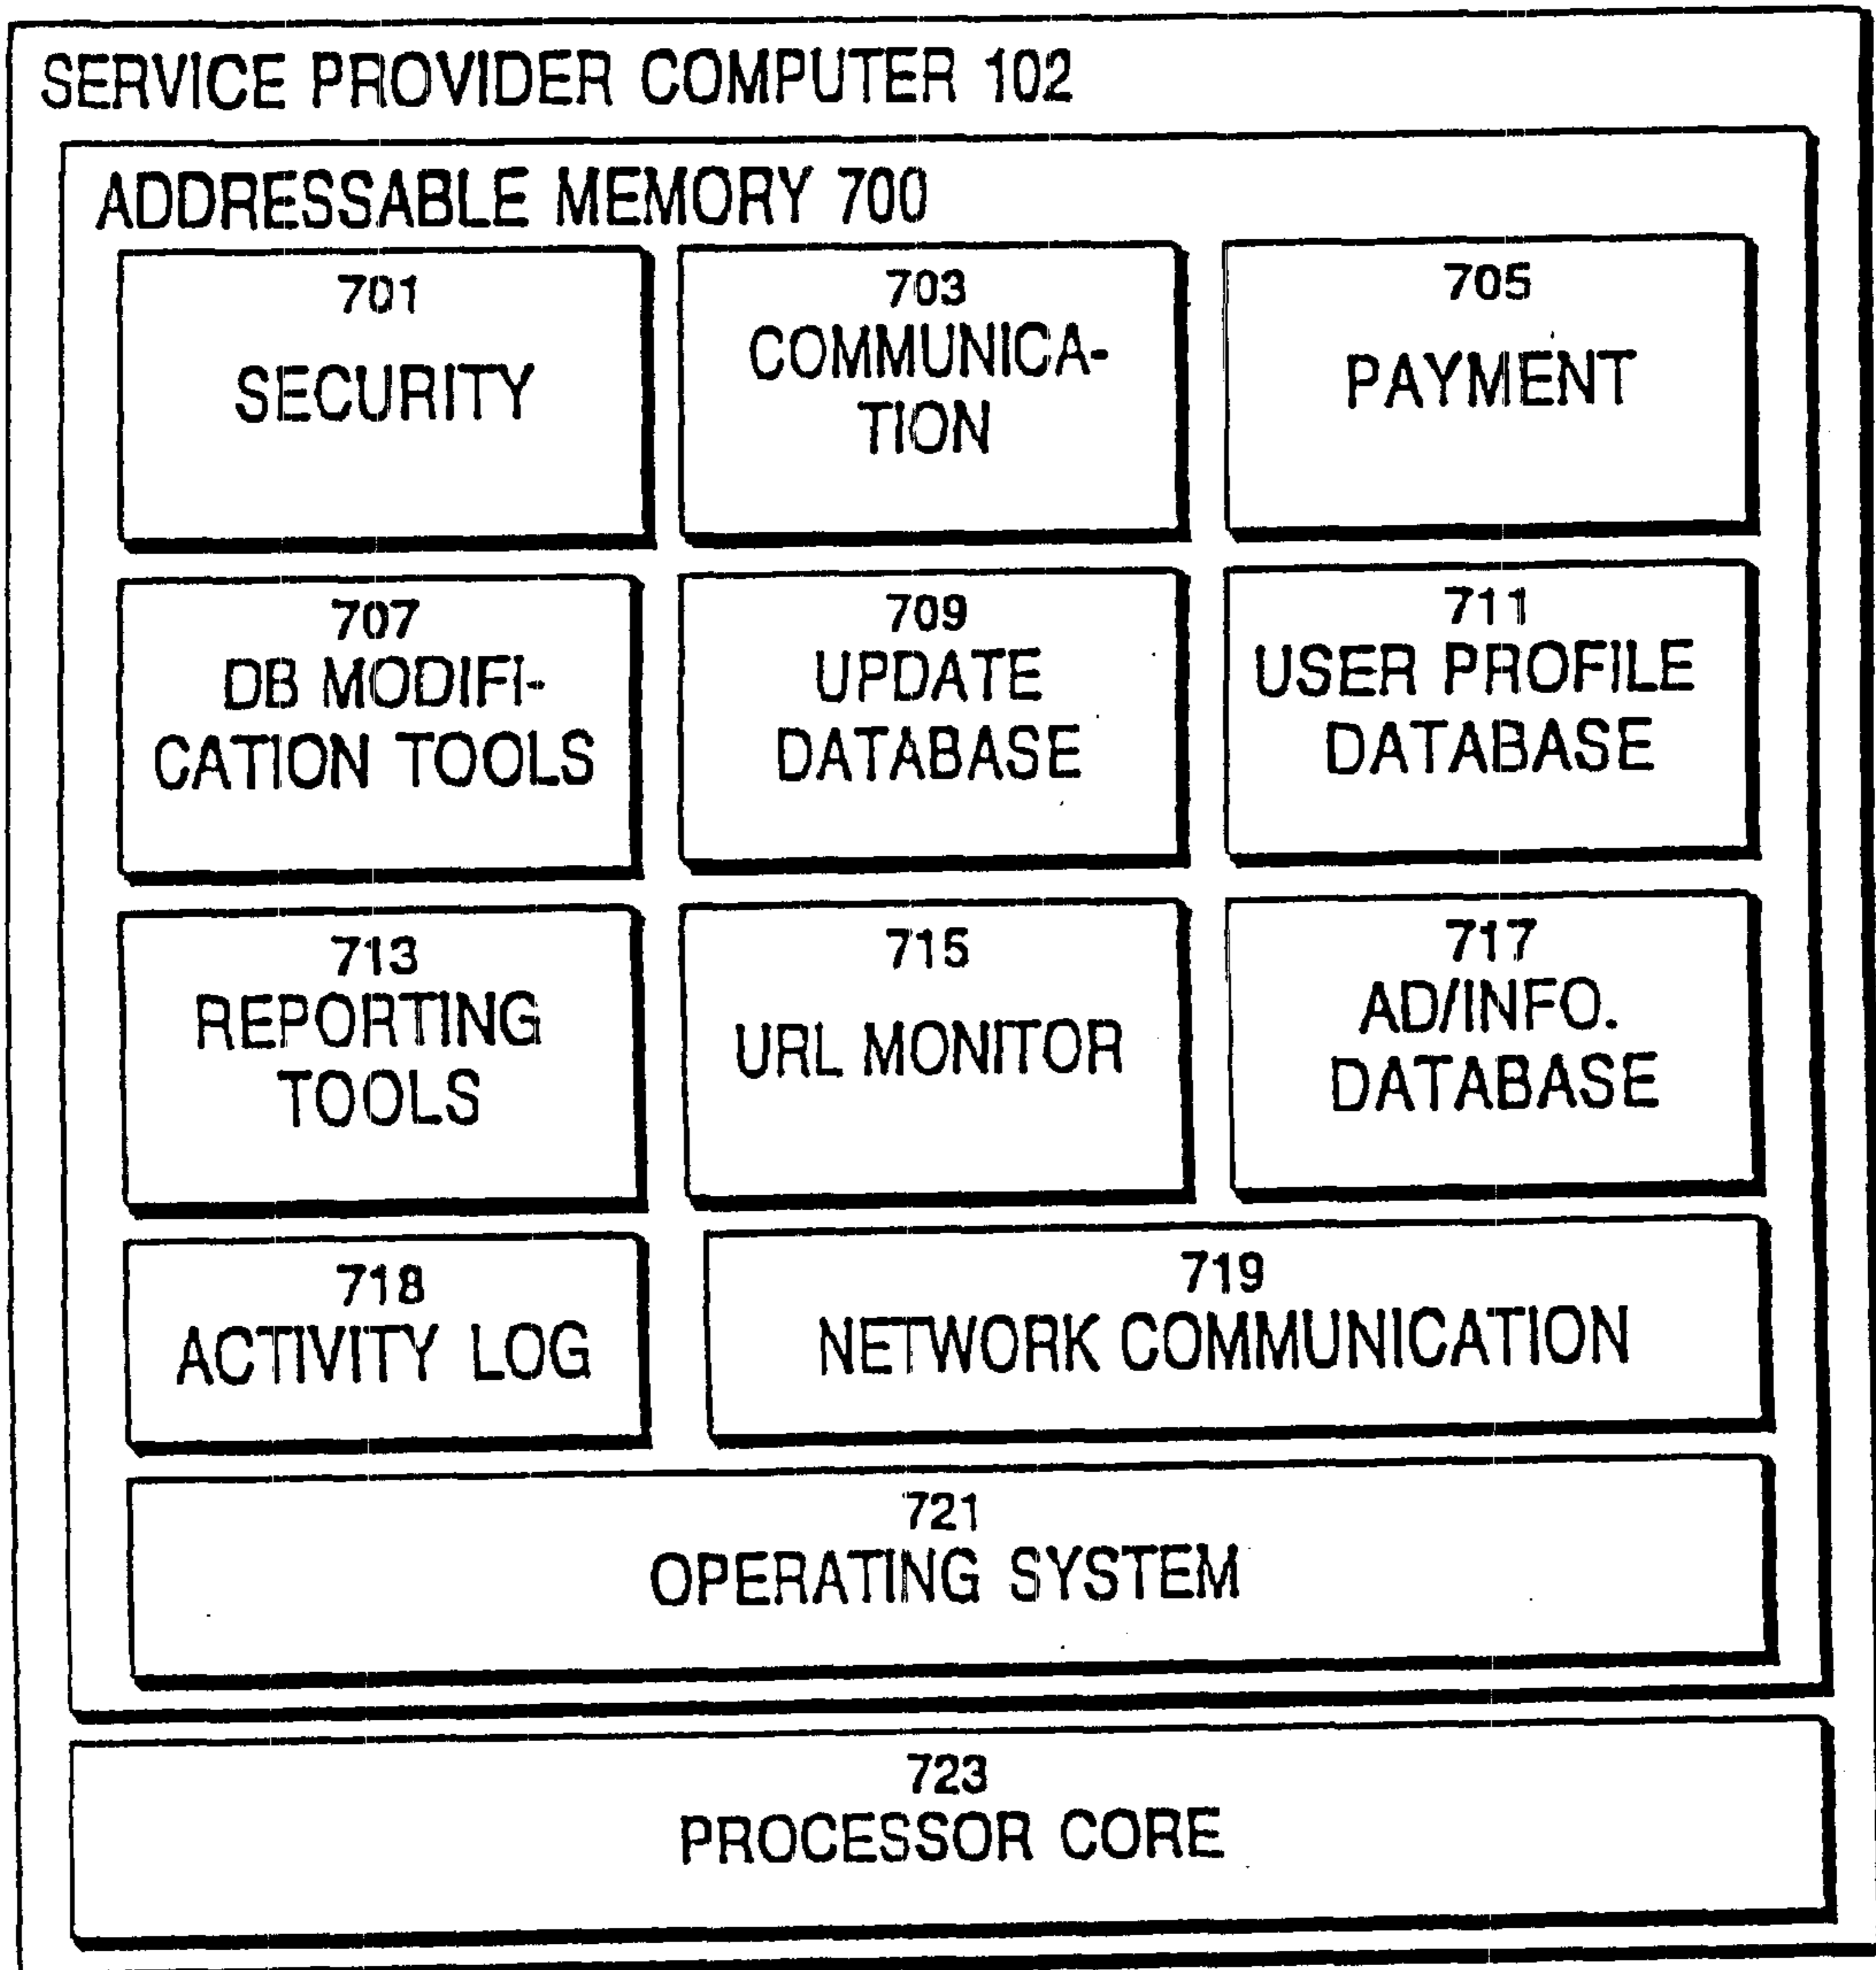 SERVICE PROVIDER COMPUTER 102
ADDRESSABLE MEMORY 700
701
SECURITY
703
COMMUNICA-
TION
705
PAYMENT
707
DB MODIFI-
CATION TOOLS
709
UPDATE
DATABASE
711
USER PROFILE
DATABASE
713
REPORTING
TOOLS
715
URL MONITOR
717
AD/INFO.
DATABASE
718
ACTIVITY LOG
719
NETWORK COMMUNICATION
721
OPERATING SYSTEM
723
PROCESSOR CORE